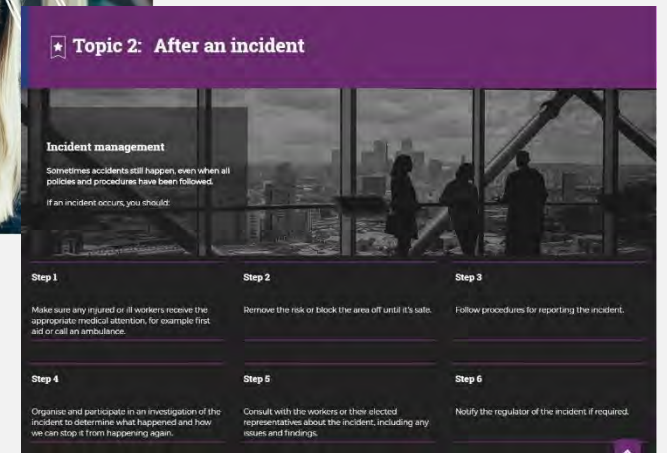 Topic 2: After an incident
Incident management
Sometimes accidents still happen, even when all
policies and procedures have been followed.
If an incident occurs, you should:
Step 1
Make sure any injured or ill workers receive the
appropriate medical attention, for example first
aid or call an ambulance.
Step 2
Remove the risk or block the area off until it's safe.
Step 3
Follow procedures for reporting the incident.
Step 4
Organise and participate in an investigation of the
incident to determine what happened and how
we can stop it from happening again.
Step 5
Consult with the workers or their elected
representatives about the incident, including any
issues and findings.
Step 6
Notify the regulator of the incident if required.